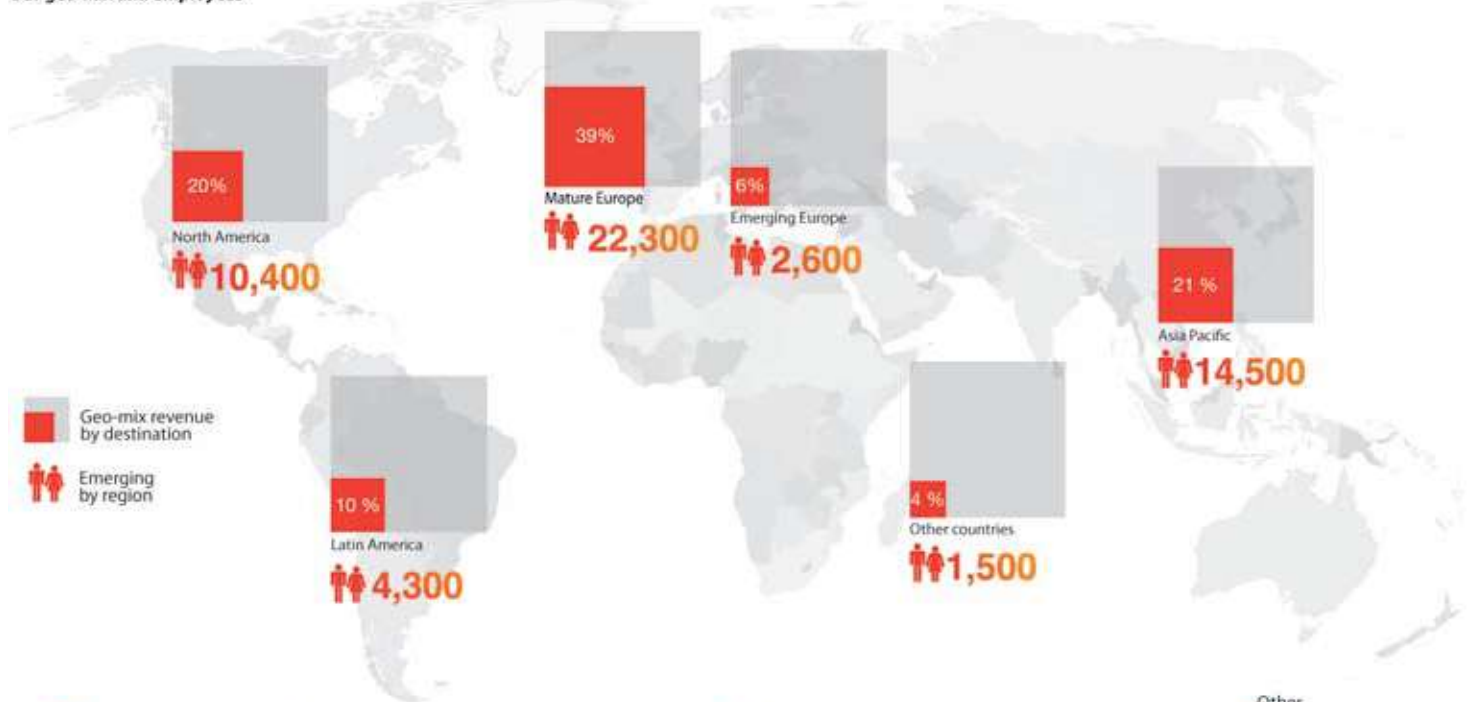 20%
North America
10,400
39%
Mature Europe
22,300
6%
Emerging Europe
2,600
21 %
Asia Pacific
14,500
Geo-mix revenue
by destination
Emerging
by region
10 %
Latin America
4,300
4 %
Other countries
1,500